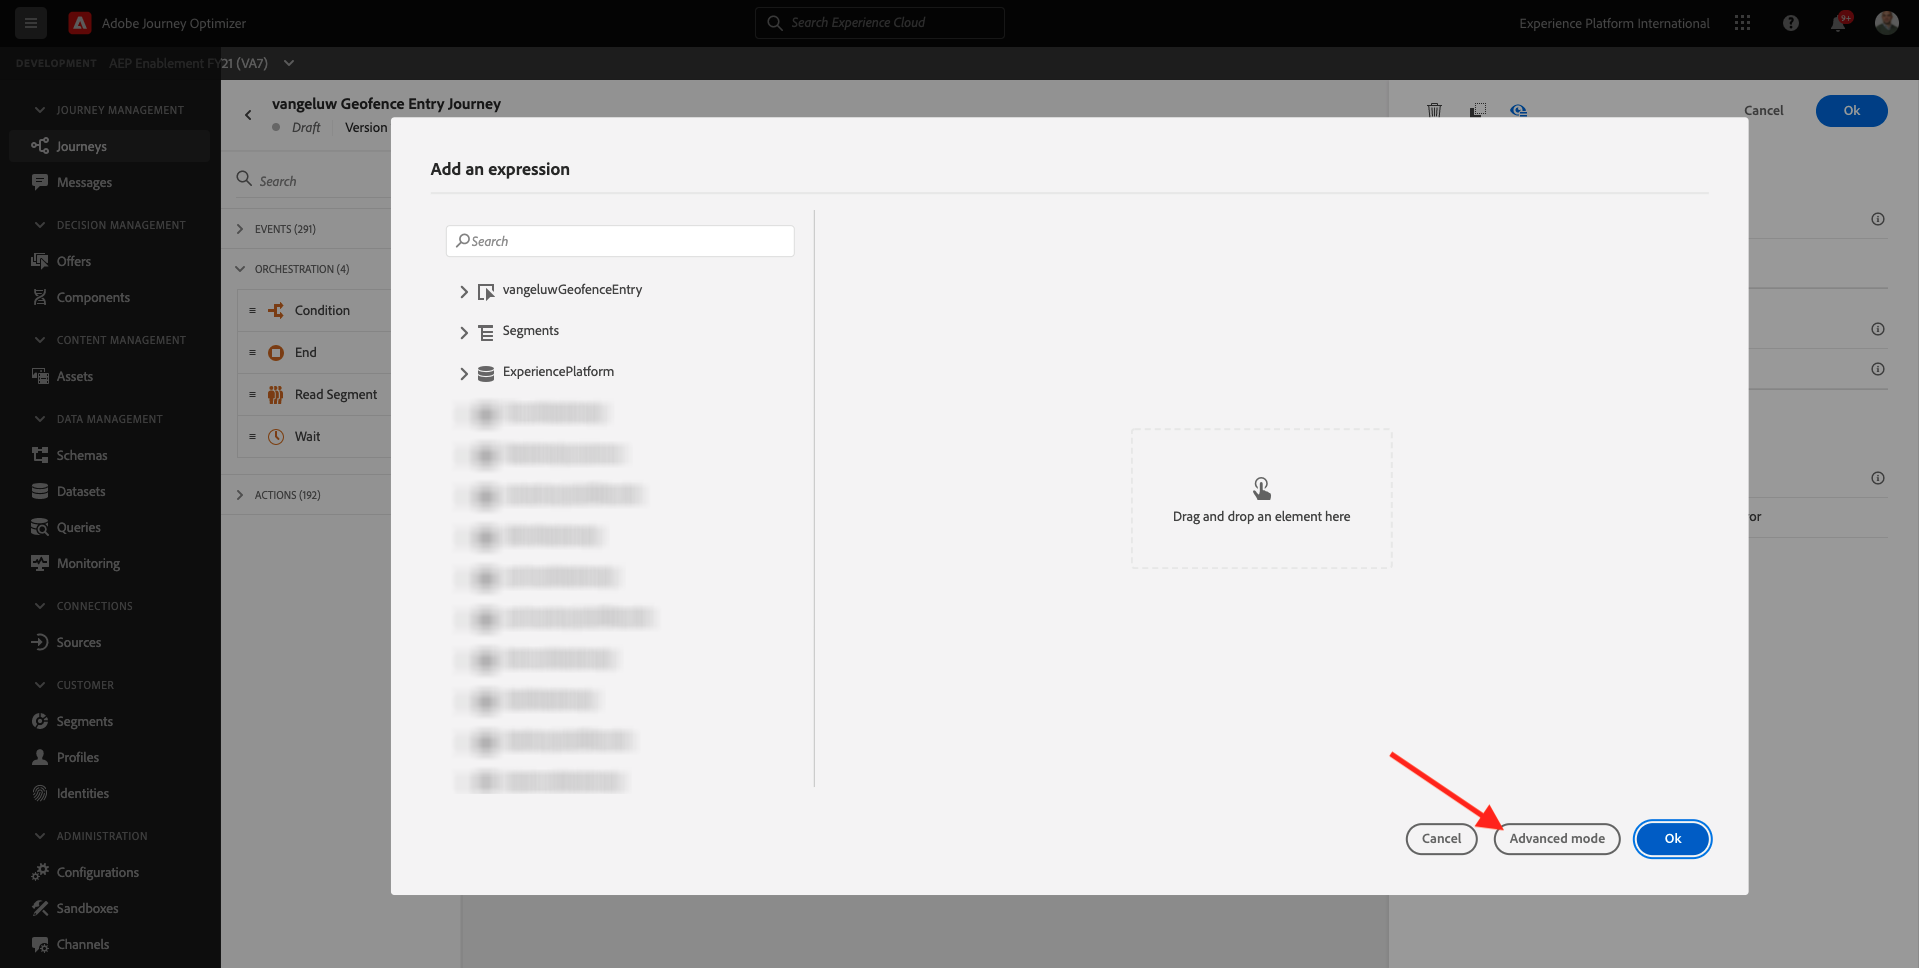 Adobe Journey Optimizer
Search Experience Cloud
Experience Platform International
9+
DEVELOPMENT AEP Enablement FY21 (VA7)
JOURNEY MANAGEMENT
Journeys
Messages
DECISION MANAGEMENT
Offers
Components
CONTENT MANAGEMENT
Assets
DATA MANAGEMENT
Schemas
Datasets
Queries
Monitoring
CONNECTIONS
Sources
CUSTOMER
Segments
Profiles
Identities
ADMINISTRATION
Configurations
Sandboxes
Channels
vangeluw Geofence Entry Journey
Draft Version
Search
EVENTS (291)
ORCHESTRATION (4)
Condition
End
Read Segment
Wait
ACTIONS (192)
Cancel Ok
Add an expression
Search
vangeluwGeofenceEntry
Segments
ExperiencePlatform
Drag and drop an element here
Cancel Advanced mode Ok
or